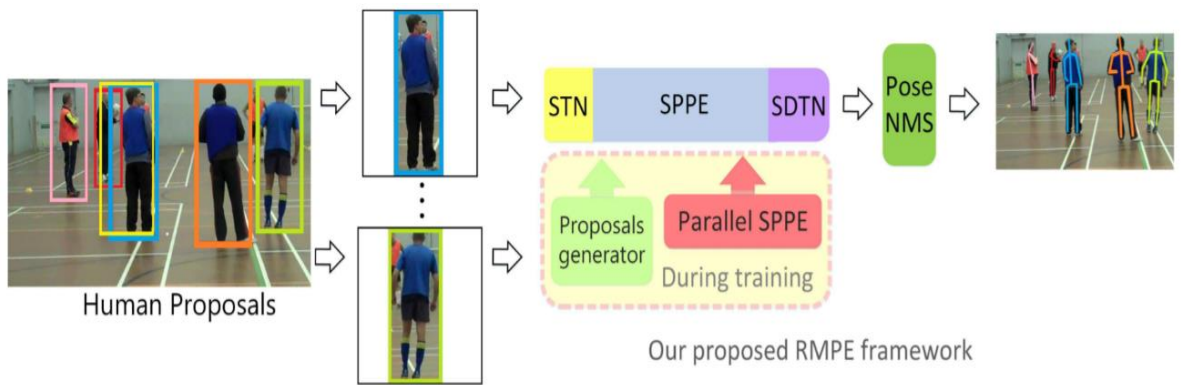 Human Proposals
STN
SPPE
SDTN
Pose
NMS
Proposals
generator
Parallel SPPE
During training
Our proposed RMPE framework